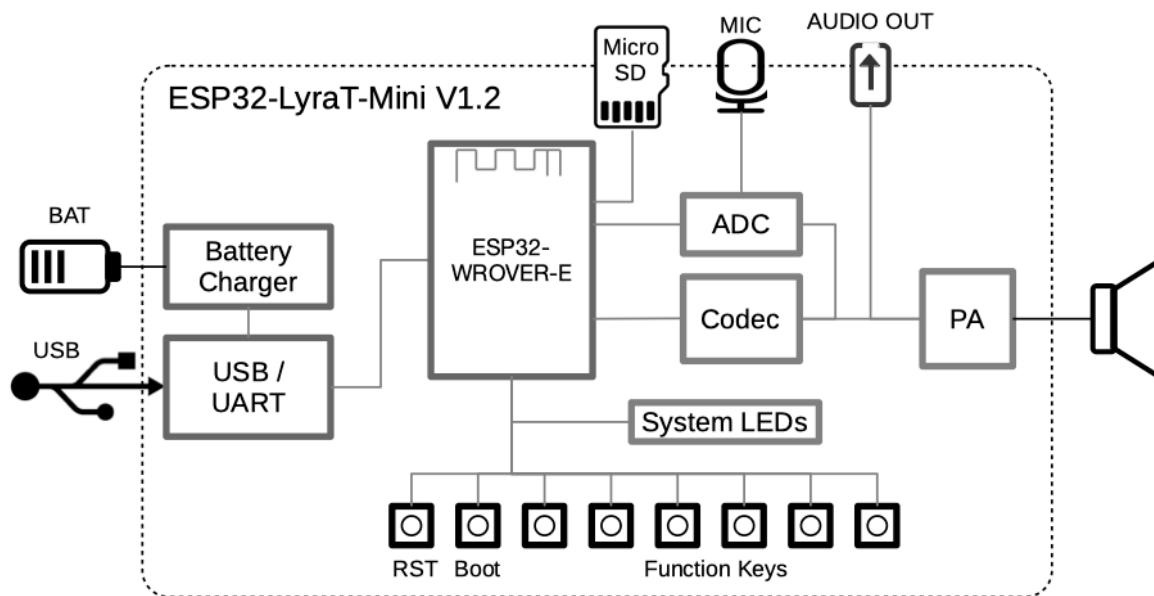 AUDIO OUT
MIC
Micro
SD
ESP32-LyraT-Mini V1.2
BAT
Battery
Charger
ESP32-
WROVER-E
ADC
USB
USB /
UART
Codec
PA
System LEDs
RST
Boot
Function Keys